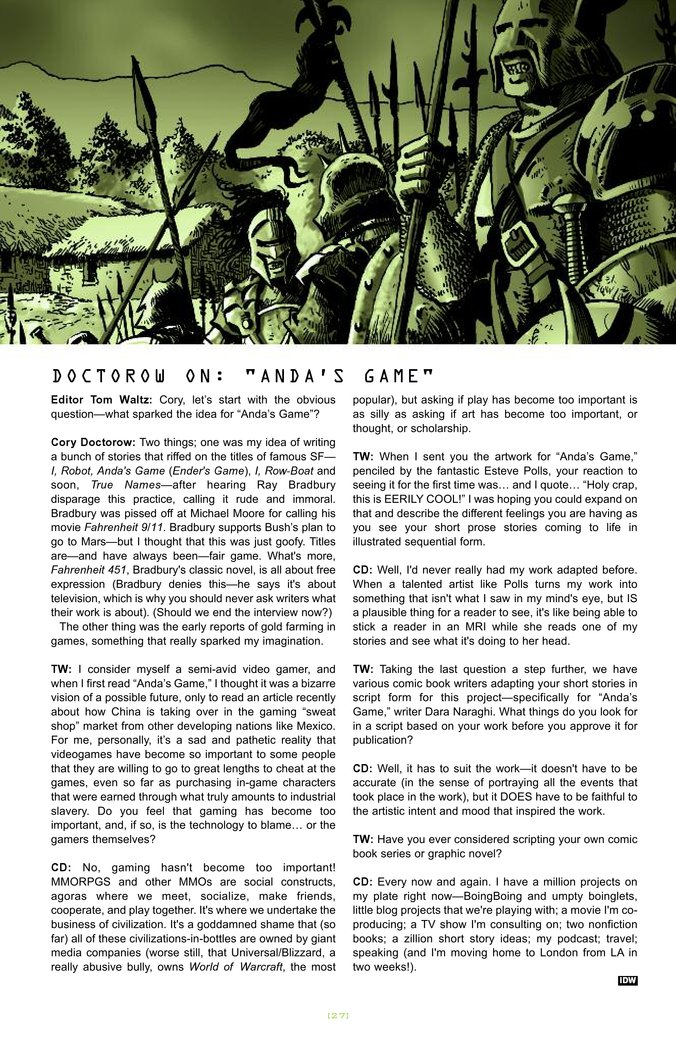 DOCTOROW ON: "ANDA'S GAME"
Editor Tom Waltz: Cory, let’s start with the obvious
question—what sparked the idea for “Anda’s Game”?
Cory Doctorow: Two things; one was my idea of writing
a bunch of stories that riffed on the titles of famous SF—
I, Robot, Anda's Game (Ender's Game), I, Row-Boat and
soon, True Names—after hearing Ray Bradbury
disparage this practice, calling it rude and immoral.
Bradbury was pissed off at Michael Moore for calling his
movie Fahrenheit 9/11. Bradbury supports Bush's plan to
go to Mars—but I thought that this was just goofy. Titles
are—and have always been—fair game. What's more,
Fahrenheit 451, Bradbury's classic novel, is all about free
expression (Bradbury denies this—he says it's about
television, which is why you should never ask writers what
their work is about). (Should we end the interview now?)
The other thing was the early reports of gold farming in
games, something that really sparked my imagination.
TW: I consider myself a semi-avid video gamer, and
when I first read “Anda’s Game,” I thought it was a bizarre
vision of a possible future, only to read an article recently
about how China is taking over in the gaming “sweat
shop” market from other developing nations like Mexico.
For me, personally, it’s a sad and pathetic reality that
videogames have become so important to some people
that they are willing to go to great lengths to cheat at the
games, even so far as purchasing in-game characters
that were earned through what truly amounts to industrial
slavery. Do you feel that gaming has become too
important, and, if so, is the technology to blame… or the
gamers themselves?
CD: No, gaming hasn't become too important!
MMORPGS and other MMOs are social constructs,
agoras where we meet, socialize, make friends,
cooperate, and play together. It's where we undertake the
business of civilization. It's a goddamned shame that (so
far) all of these civilizations-in-bottles are owned by giant
media companies (worse still, that Universal/Blizzard, a
really abusive bully, owns World of Warcraft, the most
popular), but asking if play has become too important is
as silly as asking if art has become too important, or
thought, or scholarship.
TW: When I sent you the artwork for “Anda’s Game,”
penciled by the fantastic Esteve Polls, your reaction to
seeing it for the first time was… and I quote… “Holy crap,
this is EERILY COOL!” I was hoping you could expand on
that and describe the different feelings you are having as
you see your short prose stories coming to life in
illustrated sequential form.
CD: Well, I'd never really had my work adapted before.
When a talented artist like Polls turns my work into
something that isn't what I saw in my mind's eye, but IS
a plausible thing for a reader to see, it's like being able to
stick a reader in an MRI while she reads one of my
stories and see what it's doing to her head.
TW: Taking the last question a step further, we have
various comic book writers adapting your short stories in
script form for this project—specifically for “Anda’s
Game,” writer Dara Naraghi. What things do you look for
in a script based on your work before you approve it for
publication?
CD: Well, it has to suit the work—it doesn't have to be
accurate (in the sense of portraying all the events that
took place in the work), but it DOES have to be faithful to
the artistic intent and mood that inspired the work.
TW: Have you ever considered scripting your own comic
book series or graphic novel?
CD: Every now and again. I have a million projects on
my plate right now—BoingBoing and umpty boinglets,
little blog projects that we're playing with; a movie I'm co-
producing; a TV show I'm consulting on; two nonfiction
books; a zillion short story ideas; my podcast; travel;
speaking (and I'm moving home to London from LA in
two weeks!).
IDW
[27]